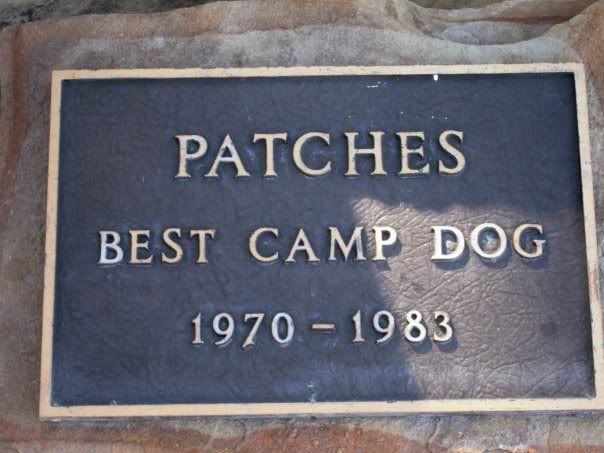 PATCHES
BEST CAMP DOG
1970 – 1983